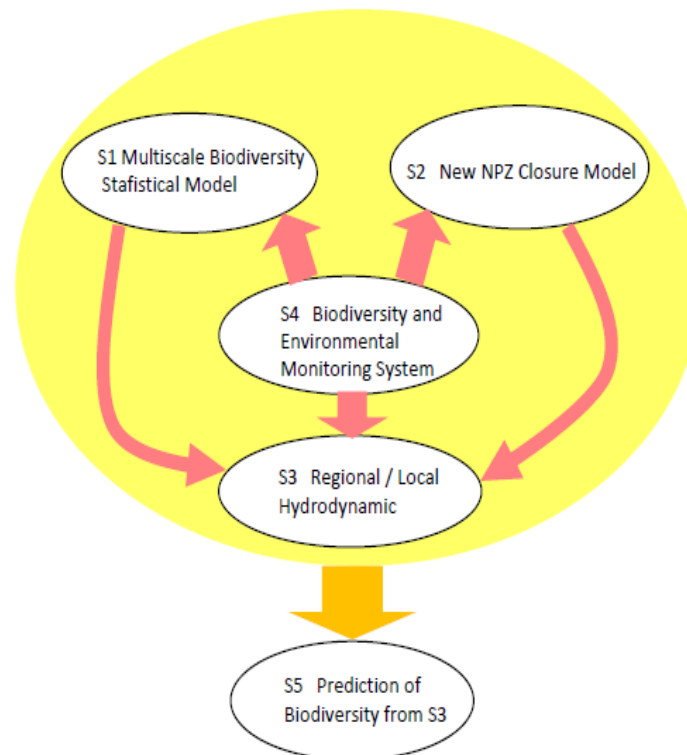 S1 Multiscale Biodiversity
Stafistical Model
S2 New NPZ Closure Model
S4 Biodiversity and
Environmental
Monitoring System
S3 Regional / Local
Hydrodynamic
S5 Prediction of
Biodiversity from S3